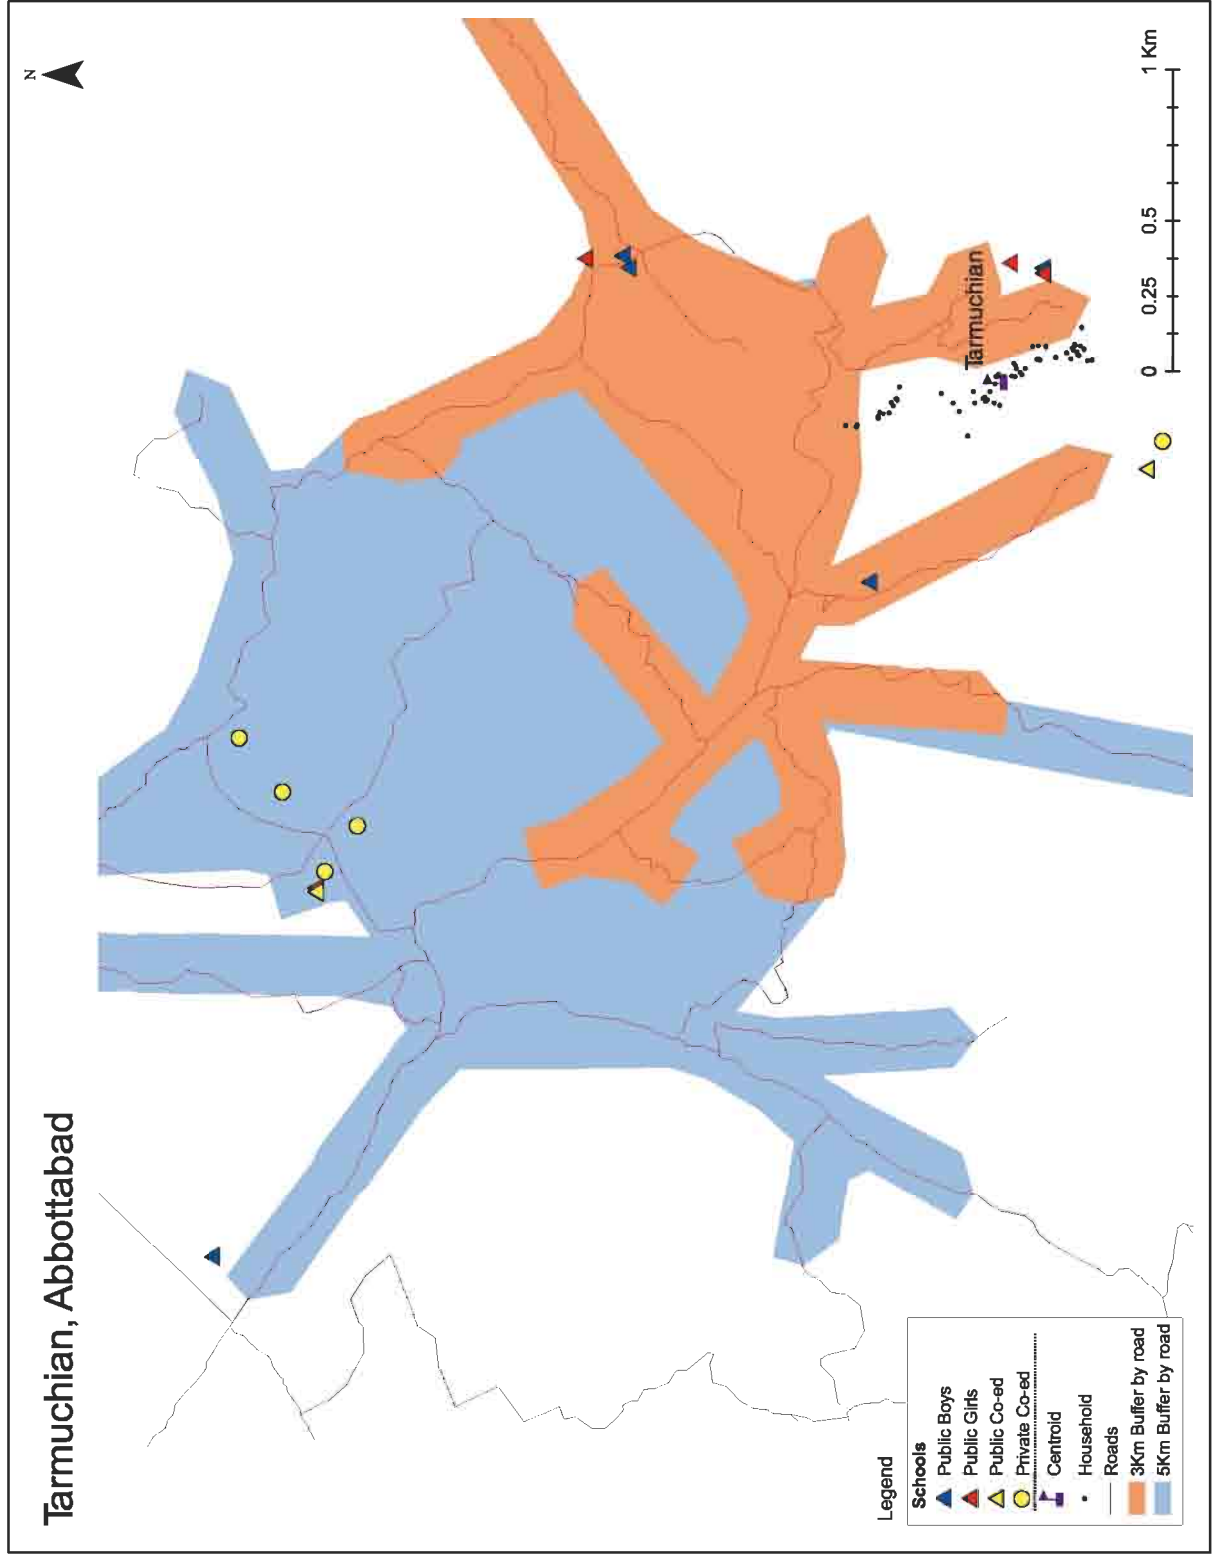 Tarmuchian, Abbottabad
N
Tarmuchian
0 0.25 0.5 1 Km
Legend
Schools
Public Boys
Public Girls
Public Co-ed
Private Co-ed
Centroid
Household
Roads
3Km Buffer by road
5Km Buffer by road